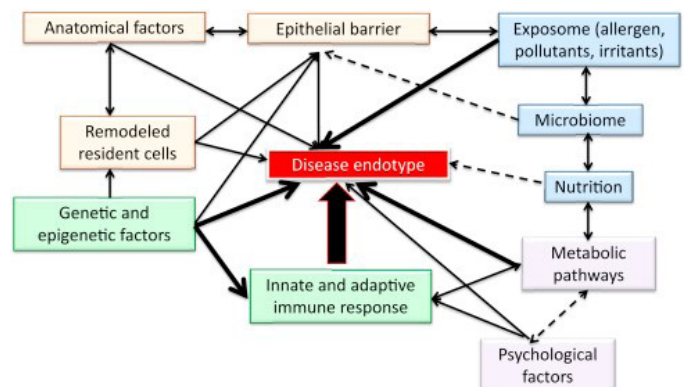 Anatomical factors
Epithelial barrier
Exposome (allergen,
pollutants, irritants)
Microbiome
Remodeled
resident cells
Disease endotype
Nutrition
Genetic and
epigenetic factors
Metabolic
pathways
Innate and adaptive
immune response
Psychological
factors